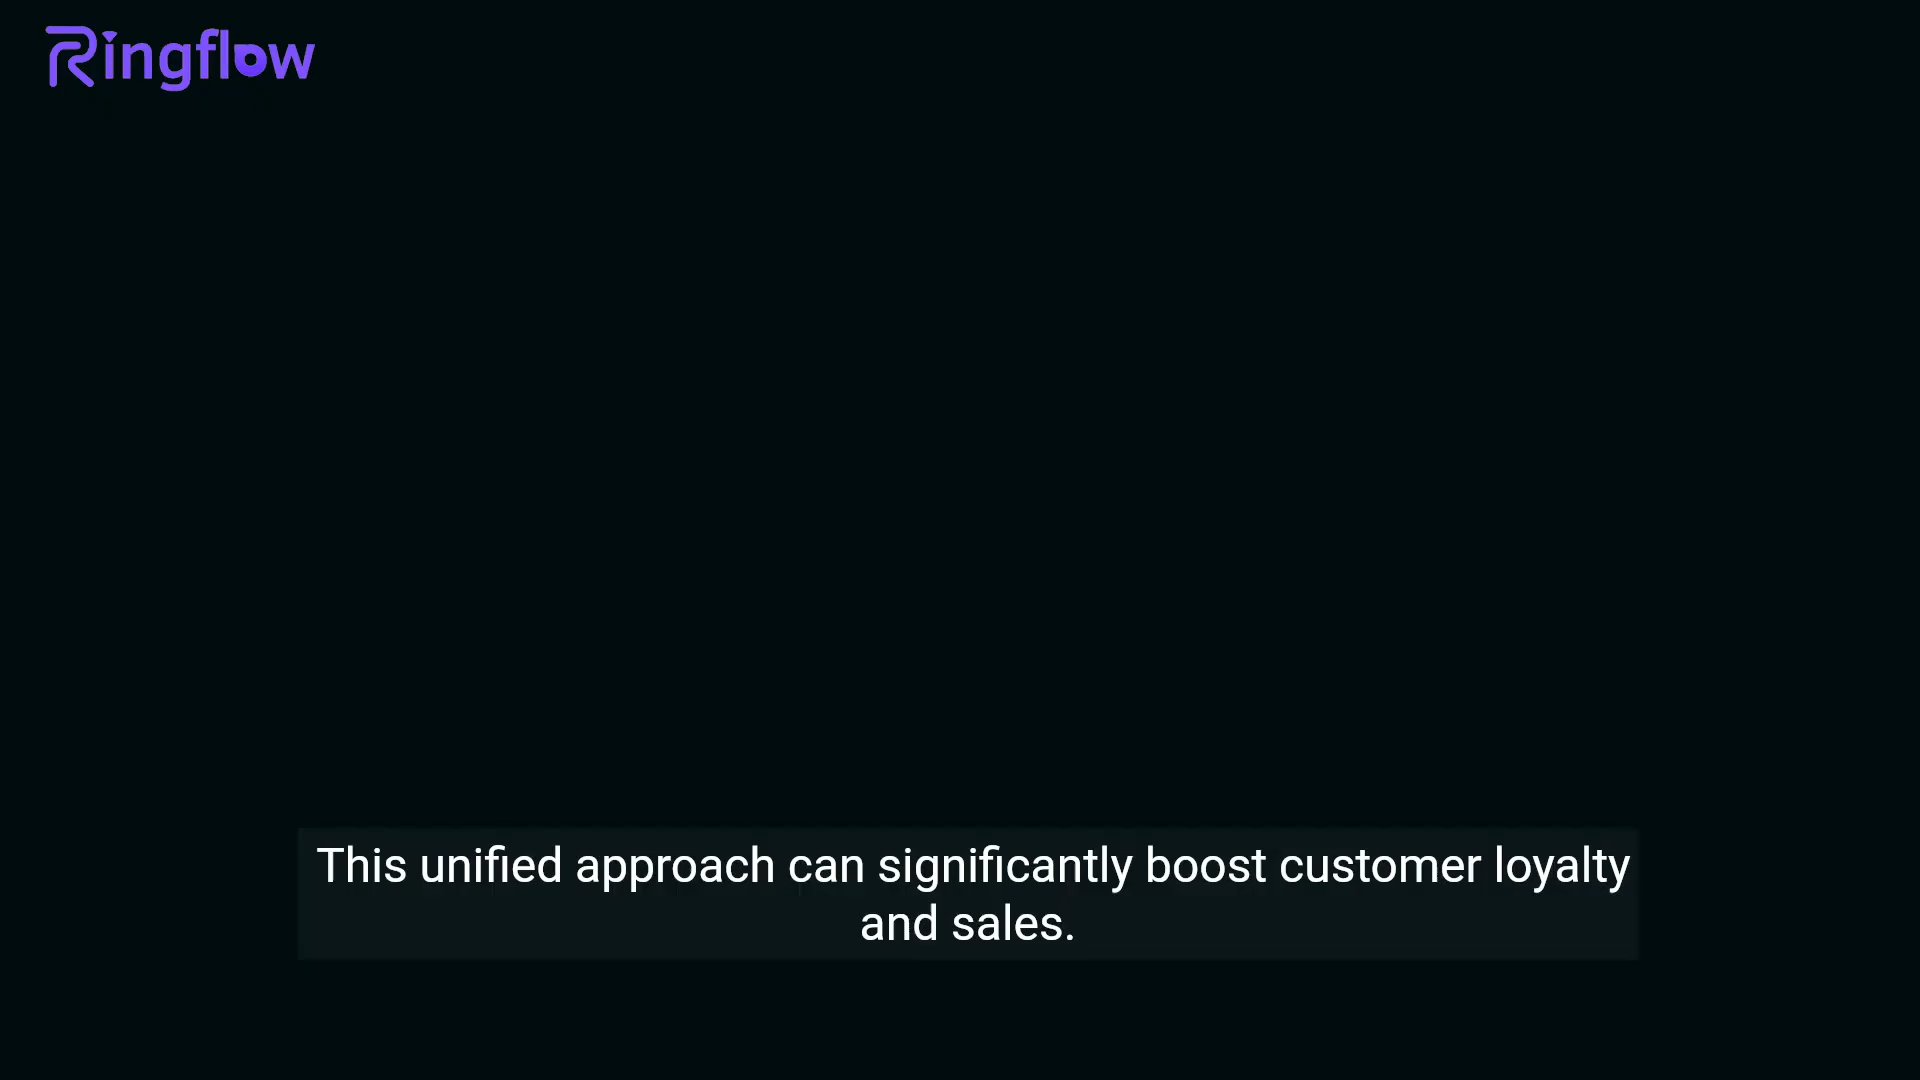 Ringflow
This unified approach can significantly boost customer loyalty
and sales.